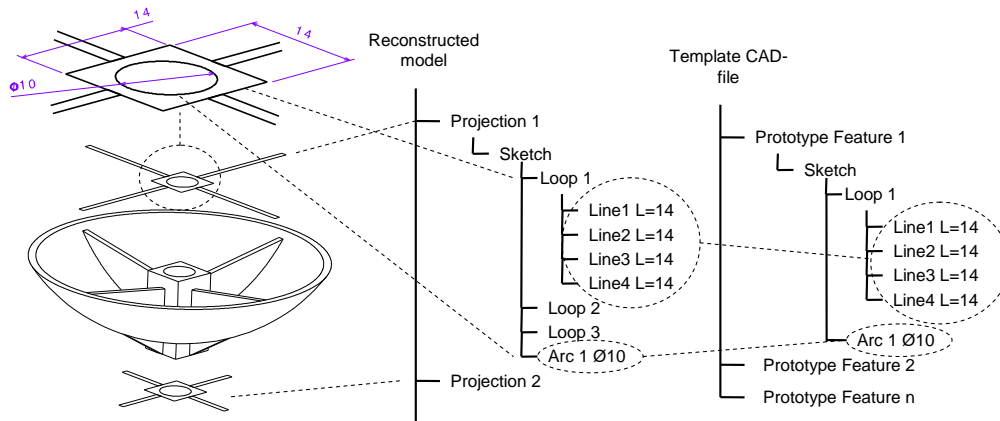 14
14
Φ10
Reconstructed
model
Projection 1
Sketch
Loop 1
Line1 L=14
Line2 L=14
Line3 L=14
Line4 L=14
Loop 2
Loop 3
Arc 1 Ø10
Projection 2
Template CAD-
file
Prototype Feature 1
Sketch
Loop 1
Line1 L=14
Line2 L=14
Line3 L=14
Line4 L=14
Arc 1 Ø10
Prototype Feature 2
Prototype Feature n